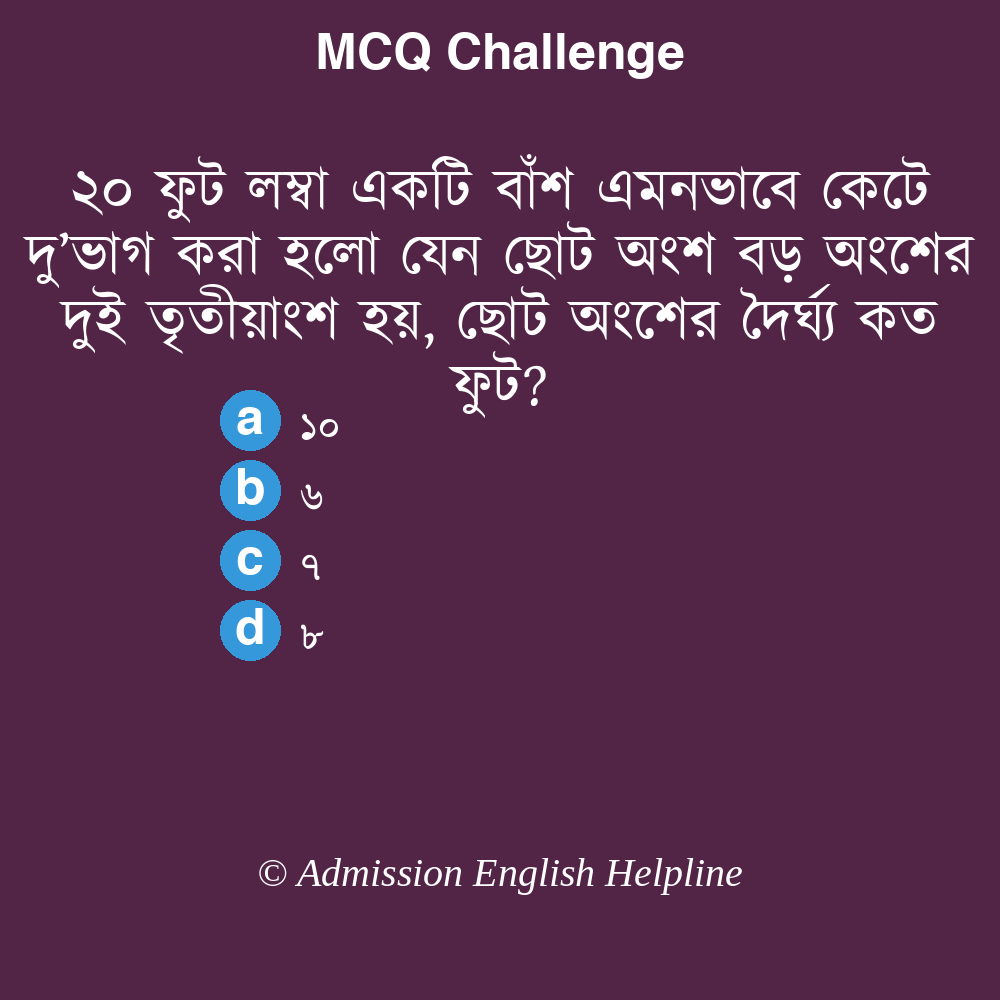 MCQ Challenge
২০ ফুট লম্বা একটি বাঁশ এমনভাবে কেটে
দু’ভাগ করা হলো যেন ছোট অংশ বড় অংশের
দুই তৃতীয়াংশ হয়, ছোট অংশের দৈর্ঘ্য কত
ফুট?
a ১০
b ৬
c ৭
d ৮
© Admission English Helpline